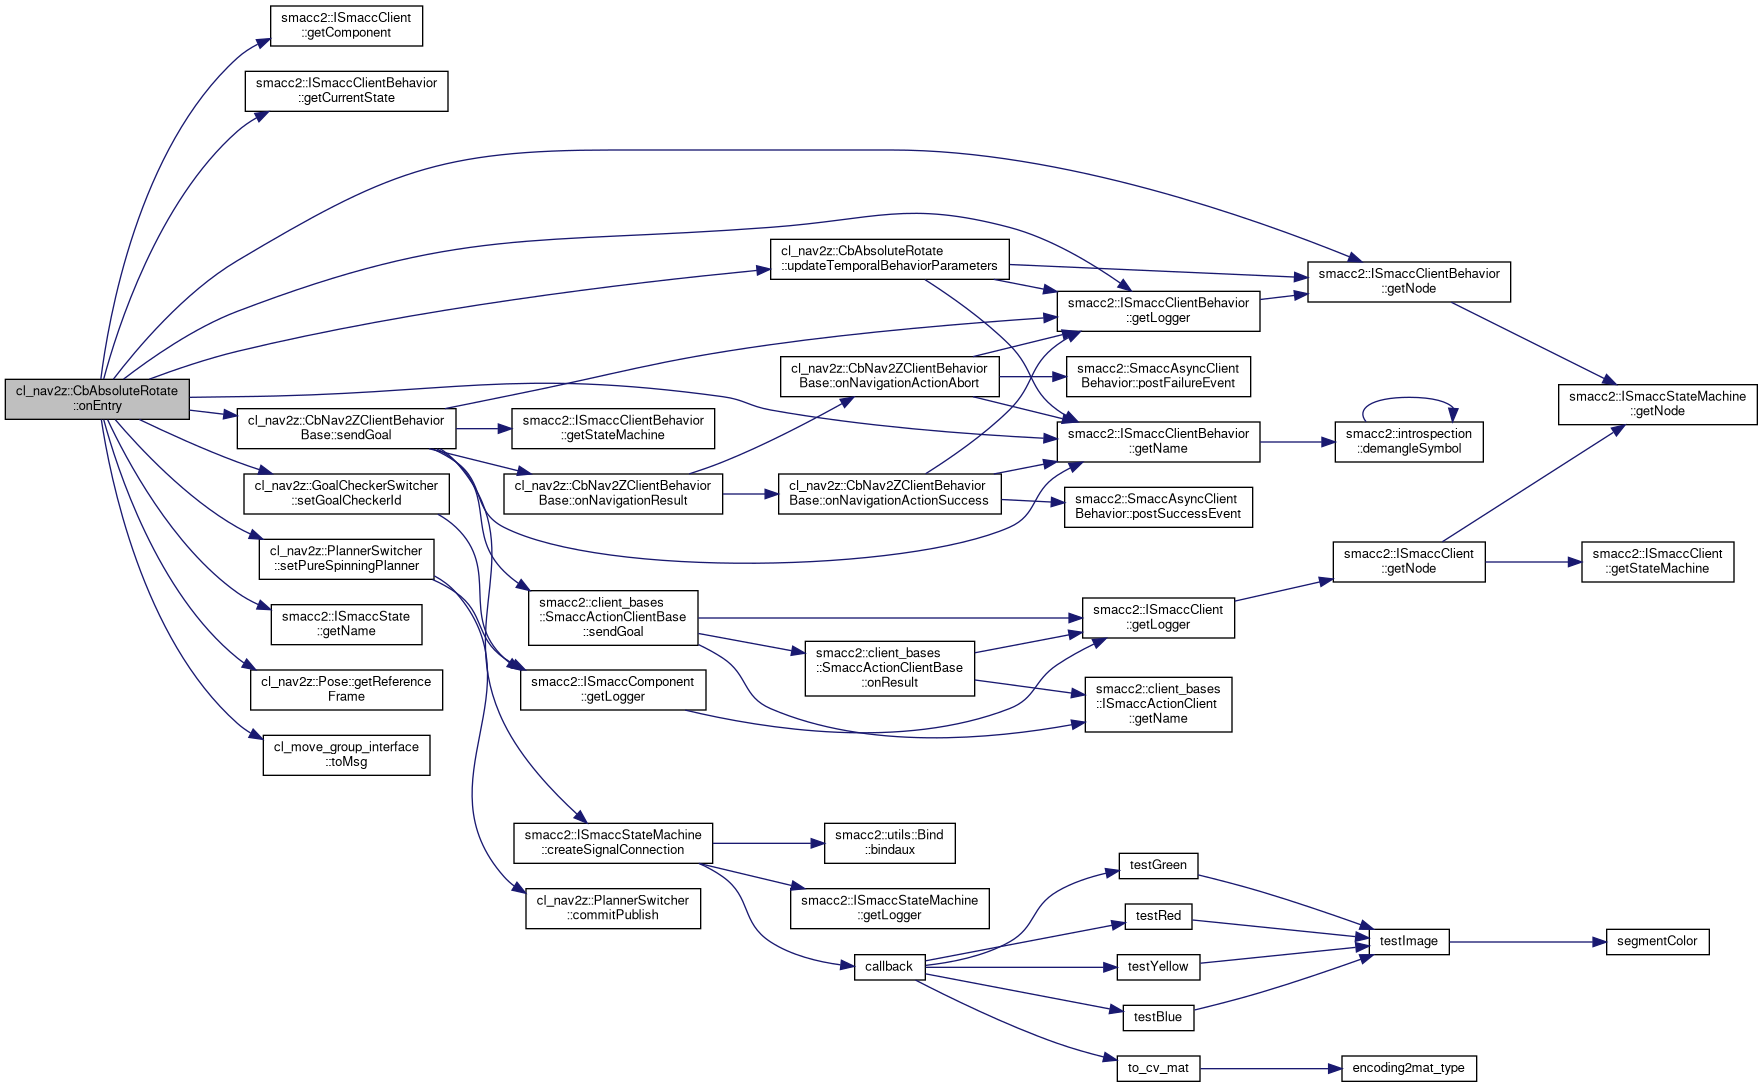 smacc2::ISmaccClient
::getComponent
smacc2::ISmaccClientBehavior
::getCurrentState
cl_nav2z::CbAbsoluteRotate
::onEntry
cl_nav2z::CbNav2ZClientBehavior
Base::sendGoal
cl_nav2z::GoalCheckerSwitcher
::setGoalCheckerId
cl_nav2z::PlannerSwitcher
::setPureSpinningPlanner
smacc2::ISmaccState
::getName
cl_nav2z::Pose::getReference
Frame
cl_move_group_interface
::toMsg
smacc2::ISmaccClientBehavior
::getStateMachine
cl_nav2z::CbNav2ZClientBehavior
Base::onNavigationResult
smacc2::client_bases
::SmaccActionClientBase
::sendGoal
smacc2::ISmaccComponent
::getLogger
smacc2::ISmaccStateMachine
::createSignalConnection
cl_nav2z::PlannerSwitcher
::commitPublish
cl_nav2z::CbAbsoluteRotate
::updateTemporalBehaviorParameters
cl_nav2z::CbNav2ZClientBehavior
Base::onNavigationActionAbort
cl_nav2z::CbNav2ZClientBehavior
Base::onNavigationActionSuccess
smacc2::client_bases
::SmaccActionClientBase
::onResult
smacc2::utils::Bind
::bindaux
smacc2::ISmaccStateMachine
::getLogger
callback
smacc2::ISmaccClientBehavior
::getLogger
smacc2::SmaccAsyncClient
Behavior::postFailureEvent
smacc2::ISmaccClientBehavior
::getName
smacc2::SmaccAsyncClient
Behavior::postSuccessEvent
smacc2::ISmaccClient
::getLogger
smacc2::client_bases
::ISmaccActionClient
::getName
testGreen
testRed
testYellow
testBlue
to_cv_mat
smacc2::ISmaccClientBehavior
::getNode
smacc2::introspection
::demangleSymbol
smacc2::ISmaccClient
::getNode
testImage
encoding2mat_type
smacc2::ISmaccStateMachine
::getNode
smacc2::ISmaccClient
::getStateMachine
segmentColor